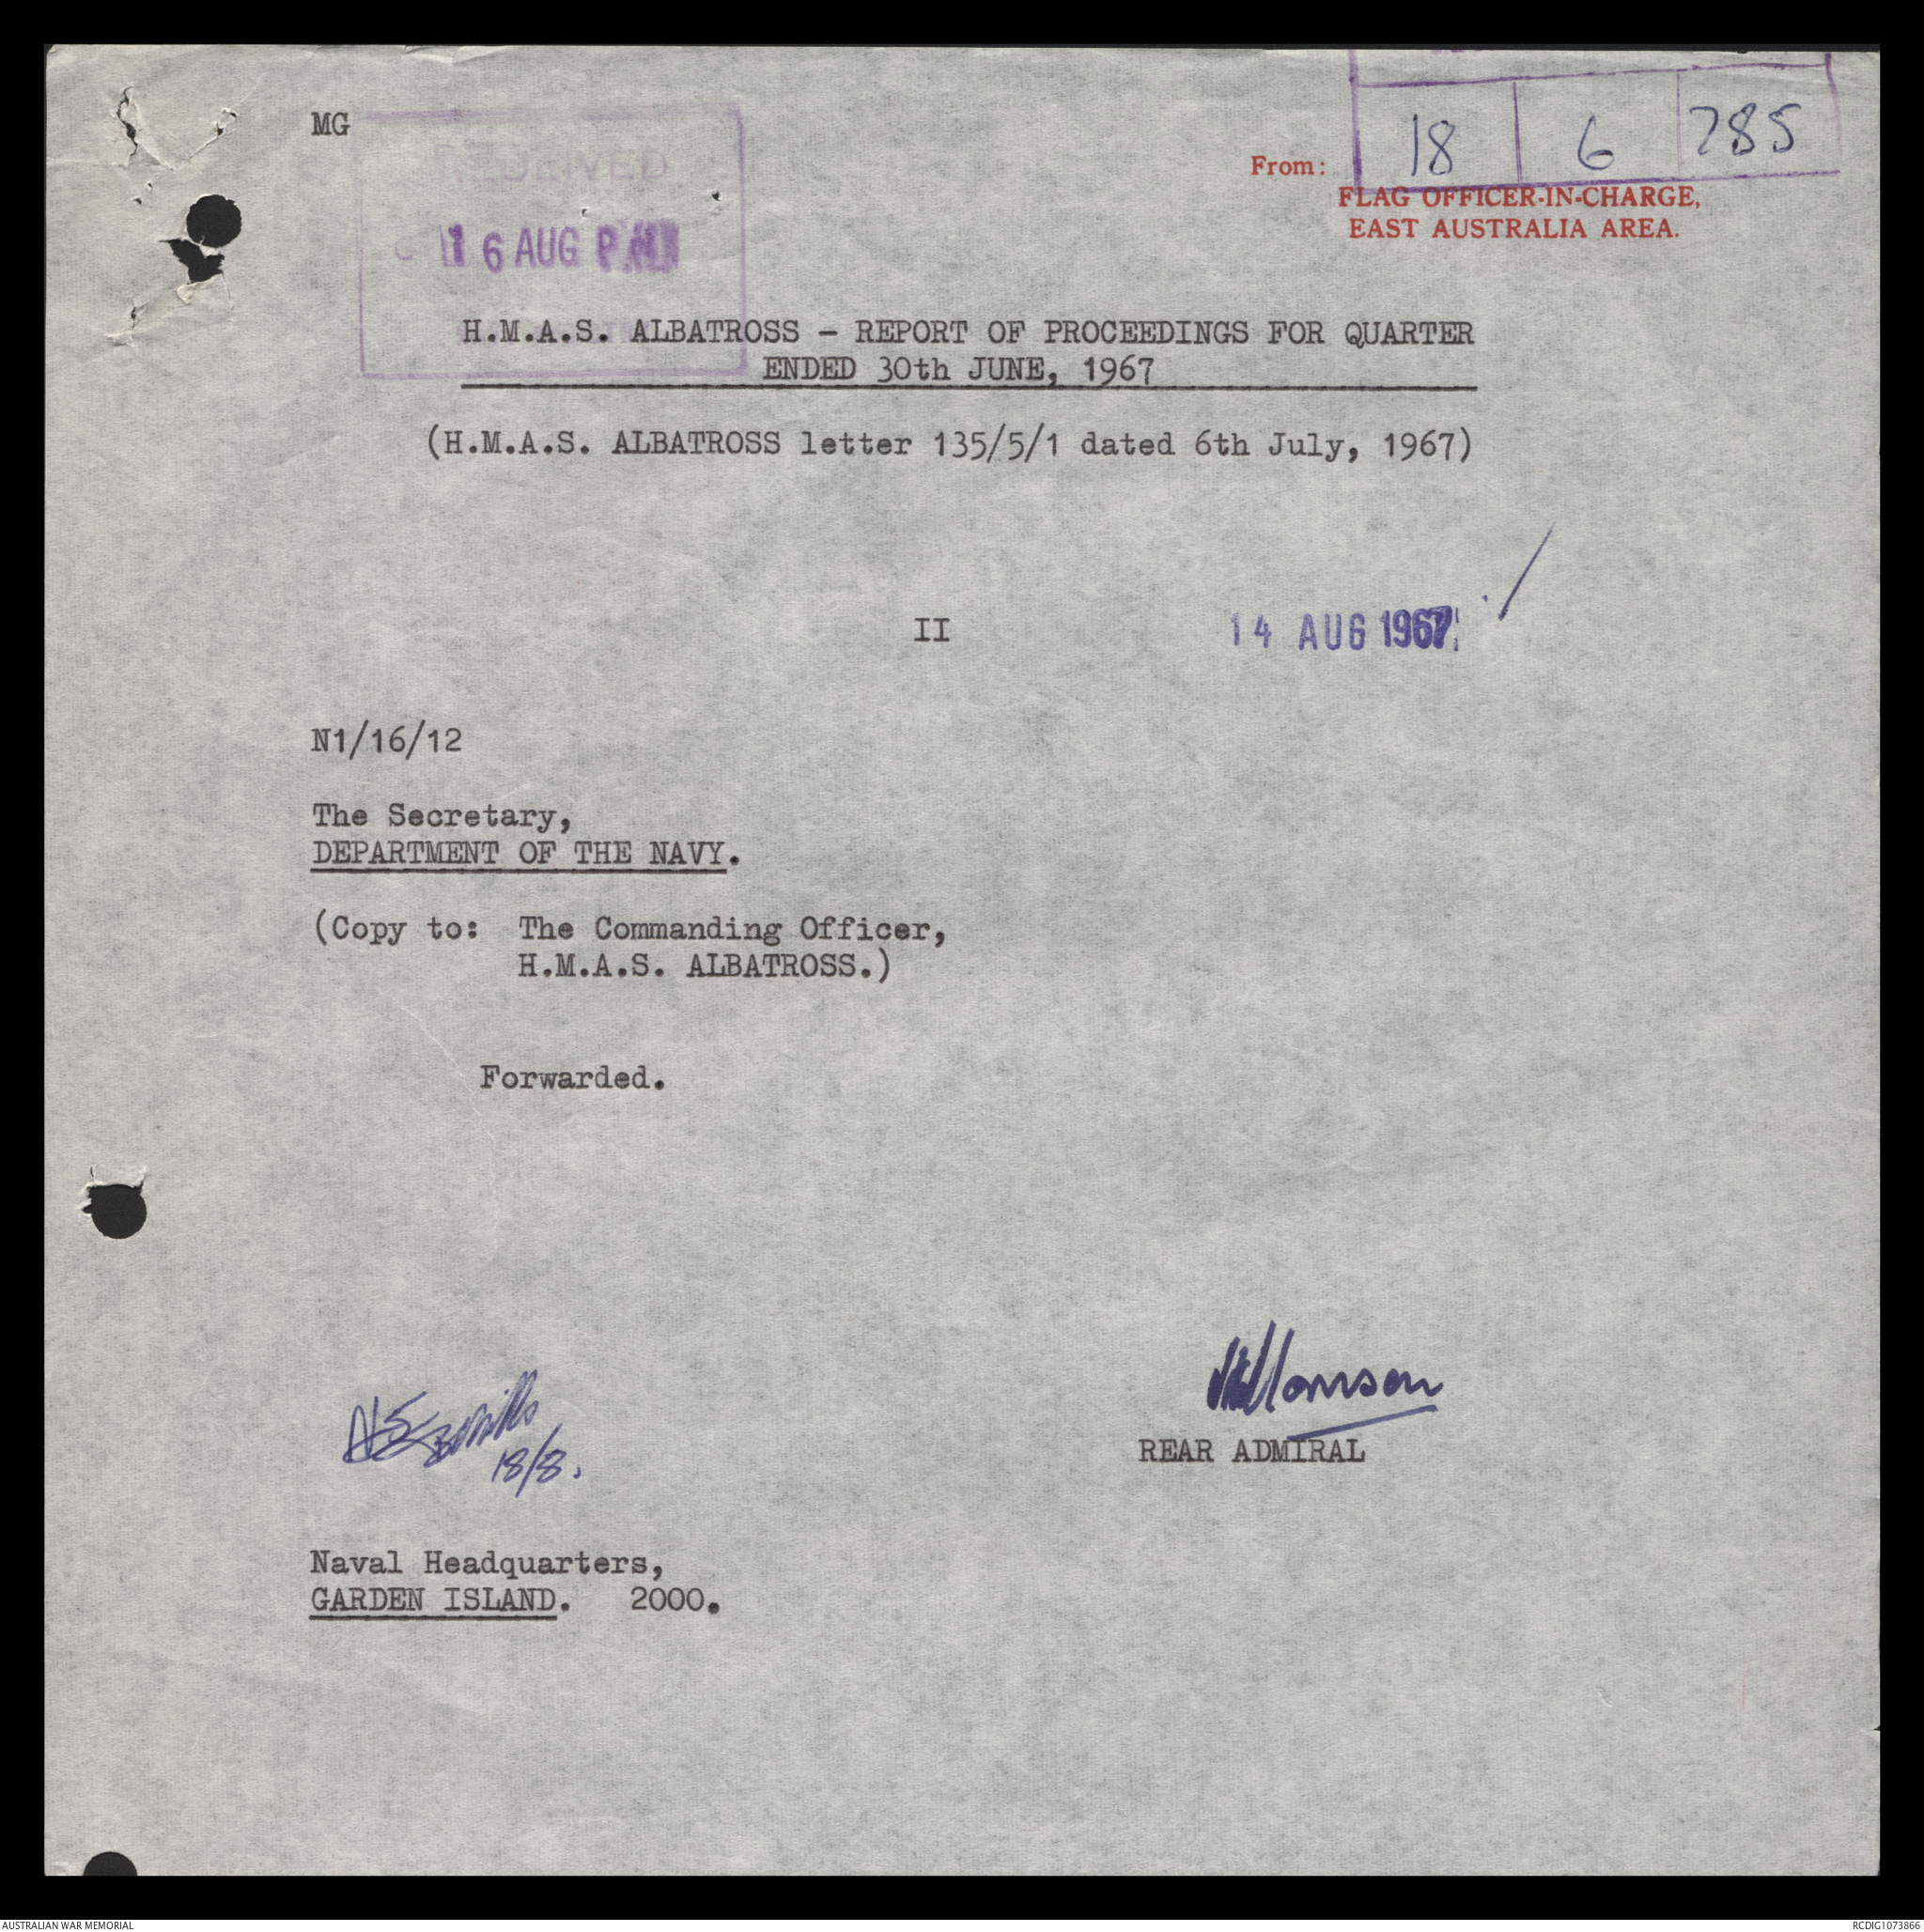 MG
RECEIVED
16 AUG P.M
18 6 785
From:
FLAG OFFICER-IN-CHARGE,
EAST AUSTRALIA AREA.
H.M.A.S. ALBATROSS - REPORT OF PROCEEDINGS FOR QUARTER
ENDED 30th JUNE, 1967
(H.M.A.S. ALBATROSS letter 135/5/1 dated 6th July, 1967)
II
14 AUG 1967
N1/16/12
The Secretary,
DEPARTMENT OF THE NAVY.
(Copy to: The Commanding Officer,
H.M.A.S. ALBATROSS.)
Forwarded.
18/8.
REAR ADMIRAL
Naval Headquarters,
GARDEN ISLAND. 2000.
AUSTRALIAN WAR MEMORIAL
RCDIG1073866